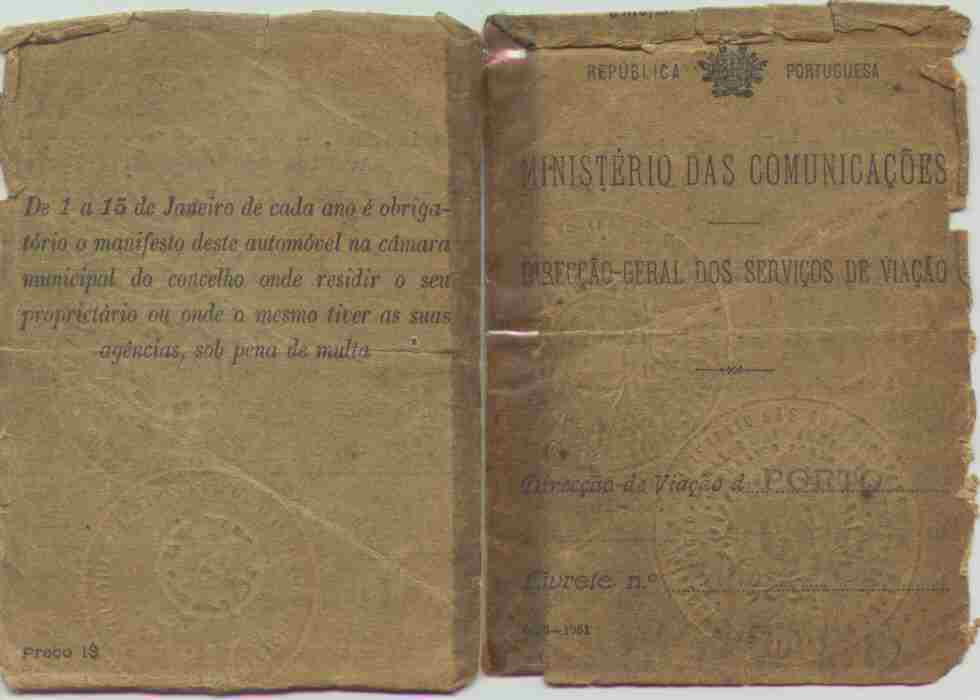 De 1 a 15 de Janeiro de cada ano é obriga-
tório o manifesto deste automóvel na câmara
municipal do concelho onde residir o seu
proprietário ou onde o mesmo tiver as suas
agências, sob pena de multa
Preço 1$
REPÚBLICA PORTUGUESA
MINISTÉRIO DAS COMUNICAÇÕES
DIRECÇÃO-GERAL DOS SERVIÇOS DE VIAÇÃO
Direcção de Viação d PORTO
Livrete n.º